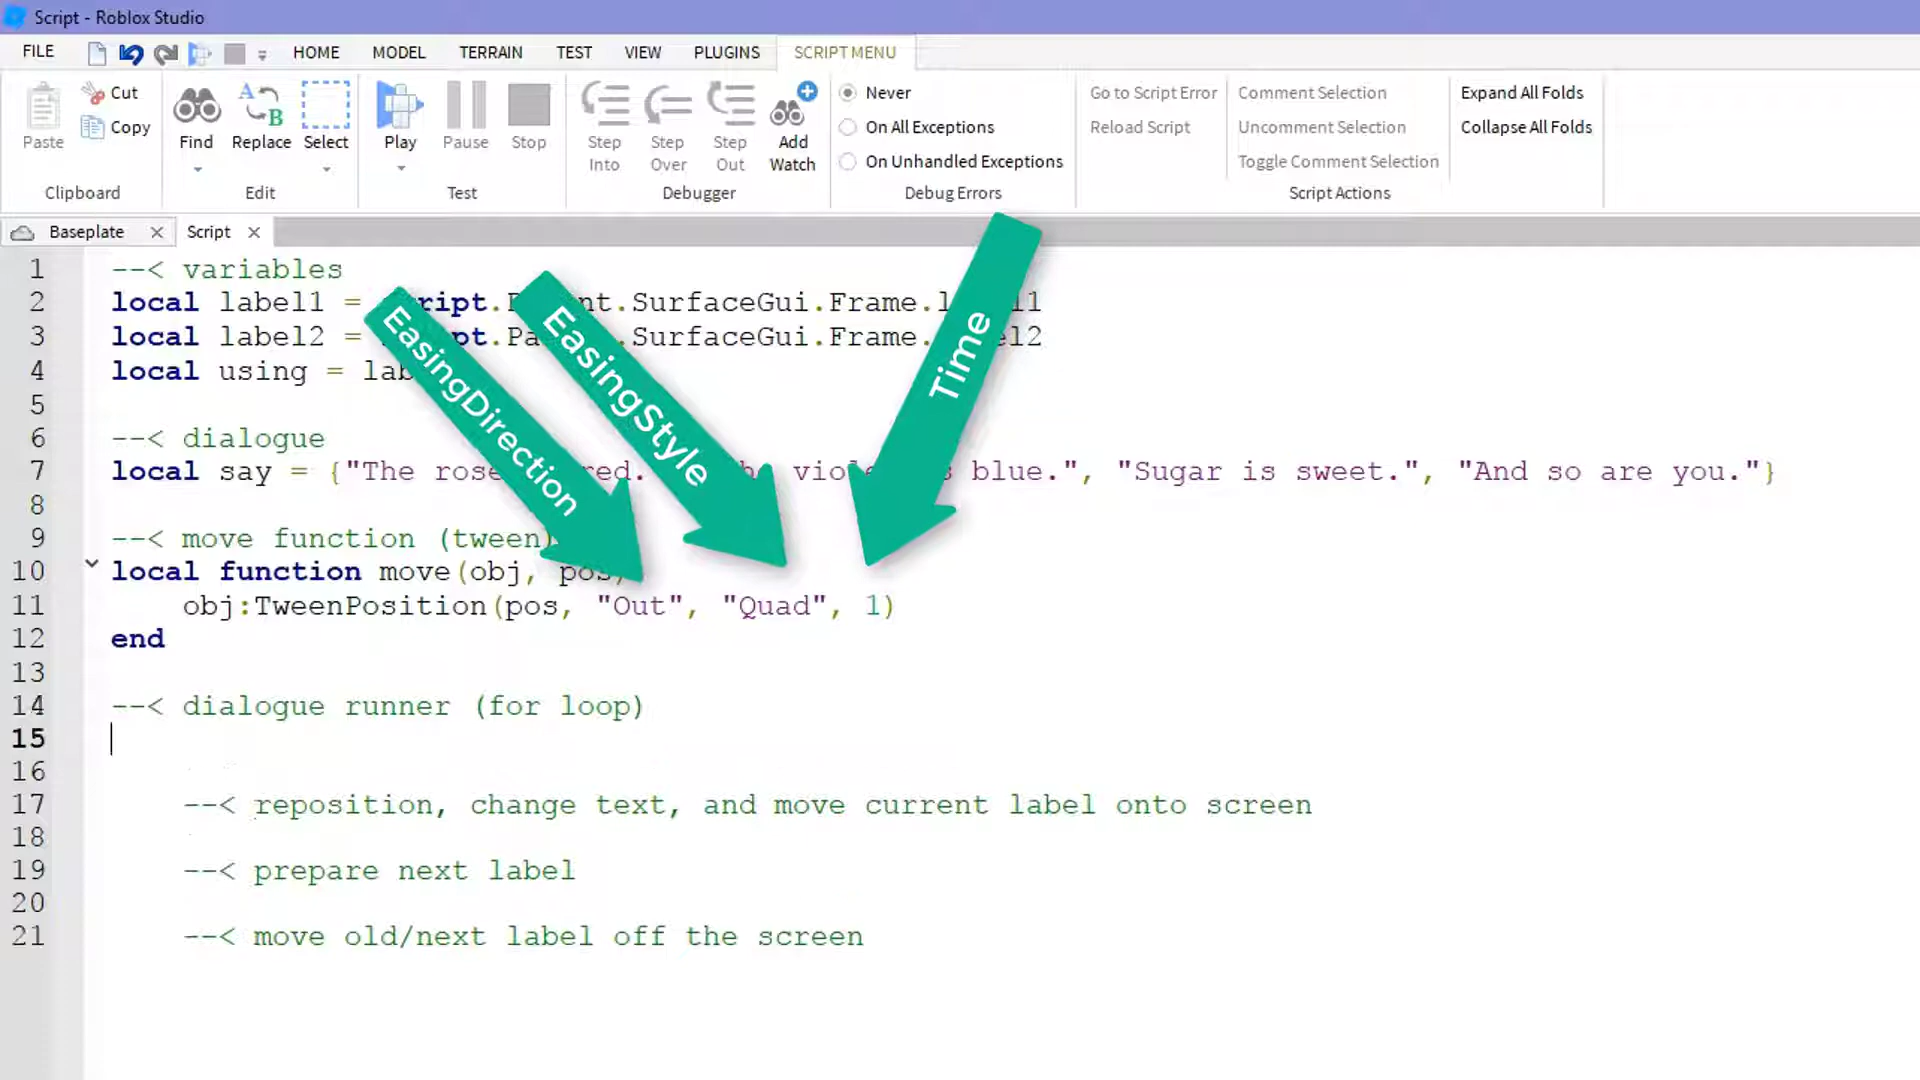 Script - Roblox Studio
FILE HOME MODEL TERRAIN TEST VIEW PLUGINS SCRIPT MENU
Paste Cut Copy
Clipboard
Find Replace Select
Edit
Play Pause Stop
Test
Step Into Step Over Step Out Add Watch
Debugger
Never
On All Exceptions
On Unhandled Exceptions
Debug Errors
Go to Script Error
Reload Script
Comment Selection
Uncomment Selection
Toggle Comment Selection
Script Actions
Expand All Folds
Collapse All Folds
Baseplate Script
1 --< variables
2 local label1 = .SurfaceGui.Frame.
3 local label2 = .SurfaceGui.Frame.
4 local using =
5
6 --< dialogue
7 local say = {"The blue.", "Sugar is sweet.", "And so are you."}
8
9 --< move function (tween)
10 local function move(obj, pos)
11 obj:TweenPosition(pos, "Out", "Quad", 1)
12 end
13
14 --< dialogue runner (for loop)
15
16
17 --< reposition, change text, and move current label onto screen
18
19 --< prepare next label
20
21 --< move old/next label off the screen
EasingDirection
EasingStyle
Time